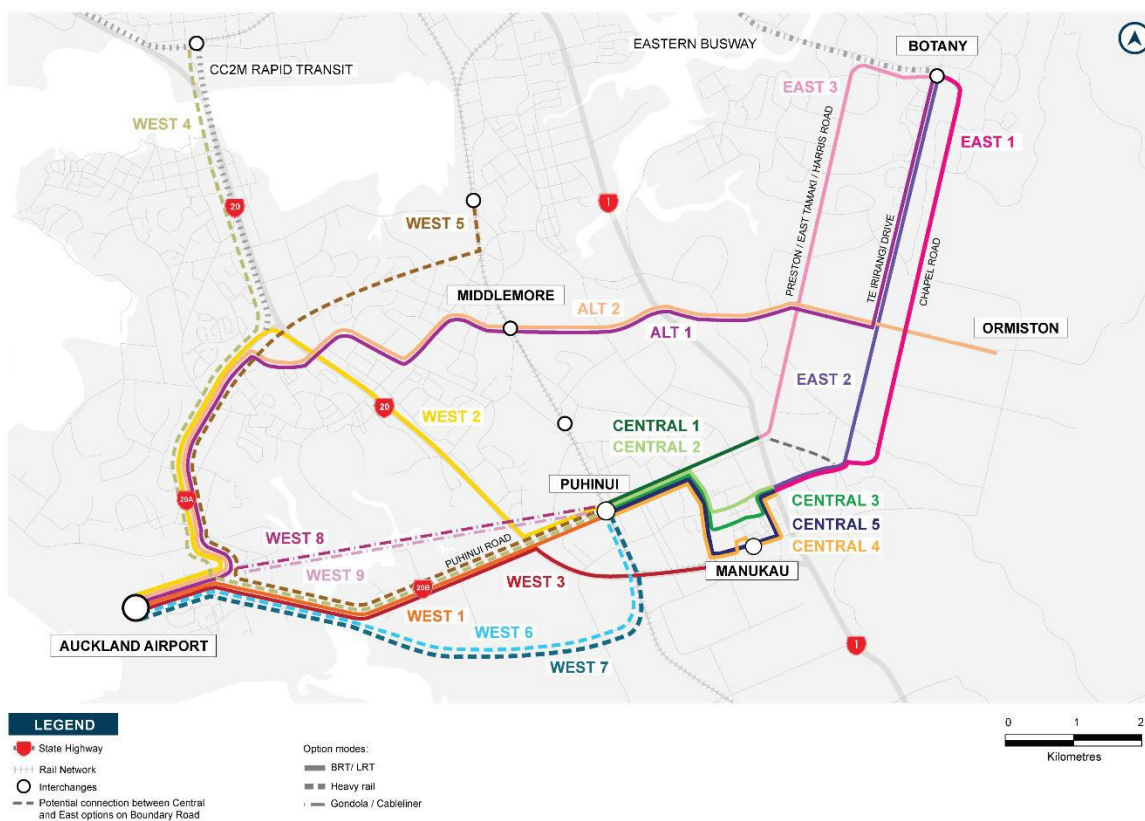 EASTERN BUSWAY
BOTANY
CC2M RAPID TRANSIT
EAST 3
WEST 4
EAST 1
20
1
WEST 5
PRESTON / EAST TAMAKI / HARRIS ROAD
TE IRIRANGI DRIVE
CHAPEL ROAD
MIDDLEMORE
ALT 2
ALT 1
ORMISTON
EAST 2
20
WEST 2
CENTRAL 1
CENTRAL 2
PUHINUI
20A
CENTRAL 3
CENTRAL 5
CENTRAL 4
WEST 8
WEST 9
PUHINUI ROAD
WEST 3
MANUKAU
20B
WEST 1
AUCKLAND AIRPORT
WEST 6
WEST 7
1
LEGEND
State Highway
Rail Network
Interchanges
Potential connection between Central
and East options on Boundary Road
Option modes:
BRT/ LRT
Heavy rail
Gondola / Cabieliner
0 1 2
Kilometres